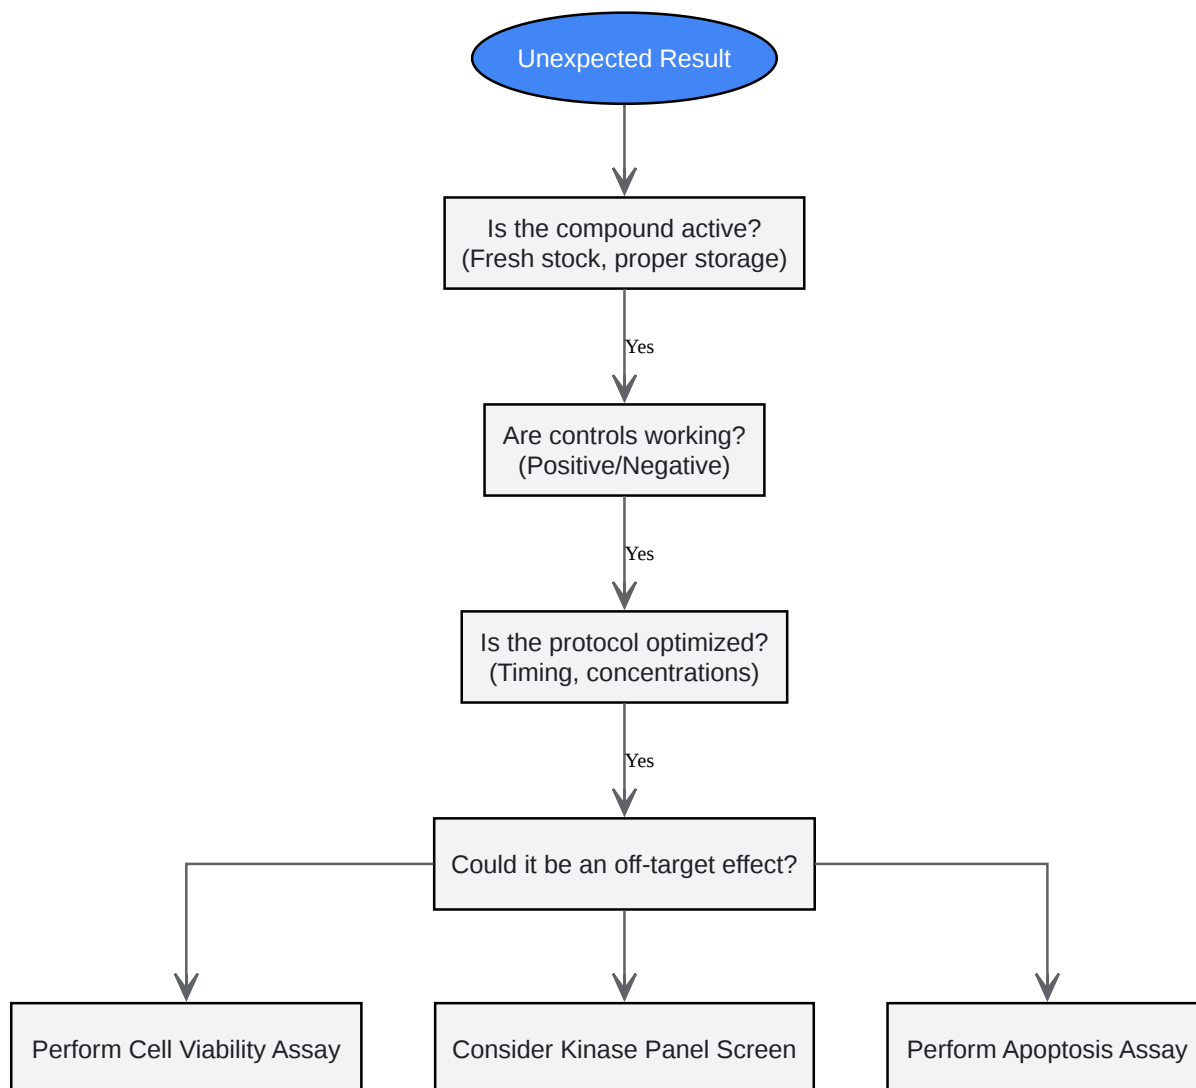 Unexpected Result
Is the compound active?
(Fresh stock, proper storage)
Yes
Are controls working?
(Positive/Negative)
Yes
Is the protocol optimized?
(Timing, concentrations)
Yes
Could it be an off-target effect?
Perform Cell Viability Assay
Consider Kinase Panel Screen
Perform Apoptosis Assay